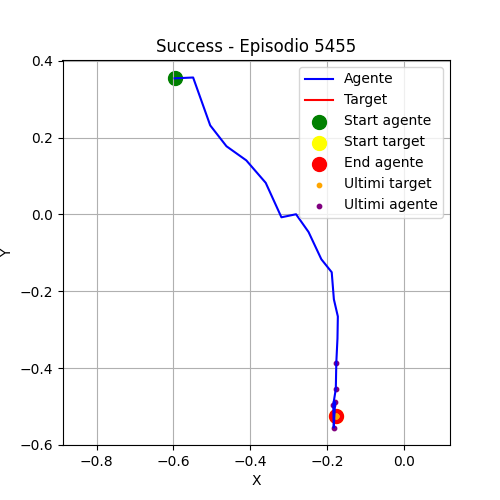 Success - Episodio 5455
0.4
0.2
0.0
−0.2
−0.4
−0.6
Y
Agente
Target
Start agente
Start target
End agente
Ultimi target
Ultimi agente
−0.8
−0.6
−0.4
−0.2
0.0
X